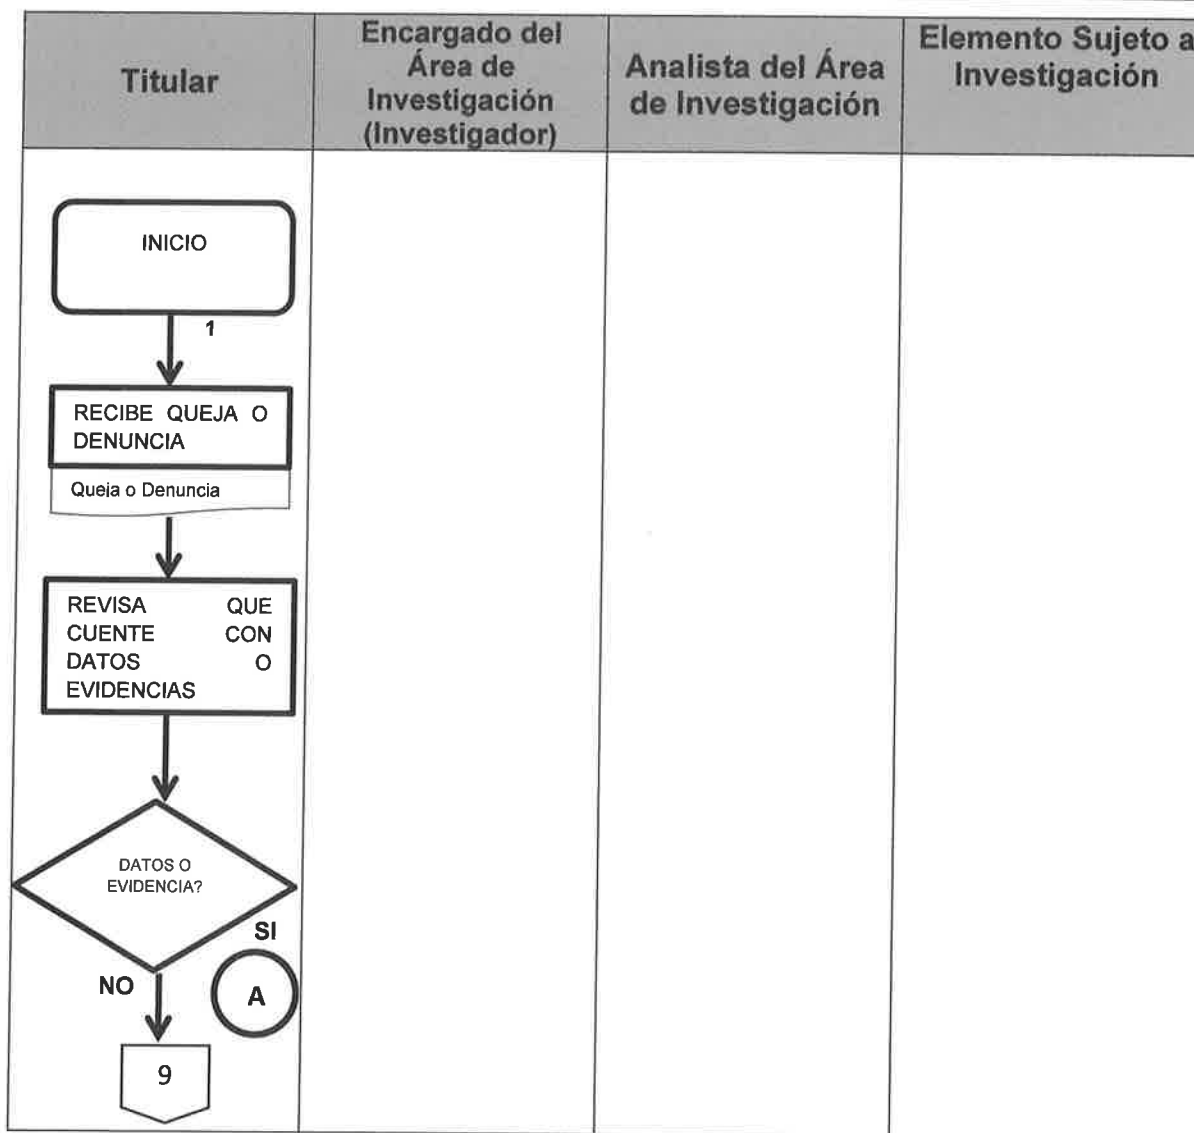 Titular
Encargado del
Área de
Investigación
(Investigador)
Analista del Área
de Investigación
Elemento Sujeto a
Investigación
INICIO
1
RECIBE QUEJA O
DENUNCIA
Queia o Denuncia
REVISA QUE
CUENTE CON
DATOS O
EVIDENCIAS
DATOS O
EVIDENCIA?
SI
NO
A
9